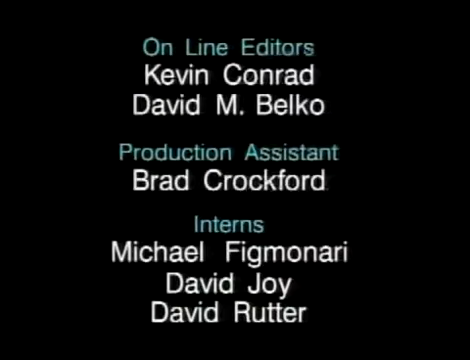 On Line Editors
Kevin Conrad
David M. Belko
Production Assistant
Brad Crockford
Interns
Michael Figmonari
David Joy
David Rutter